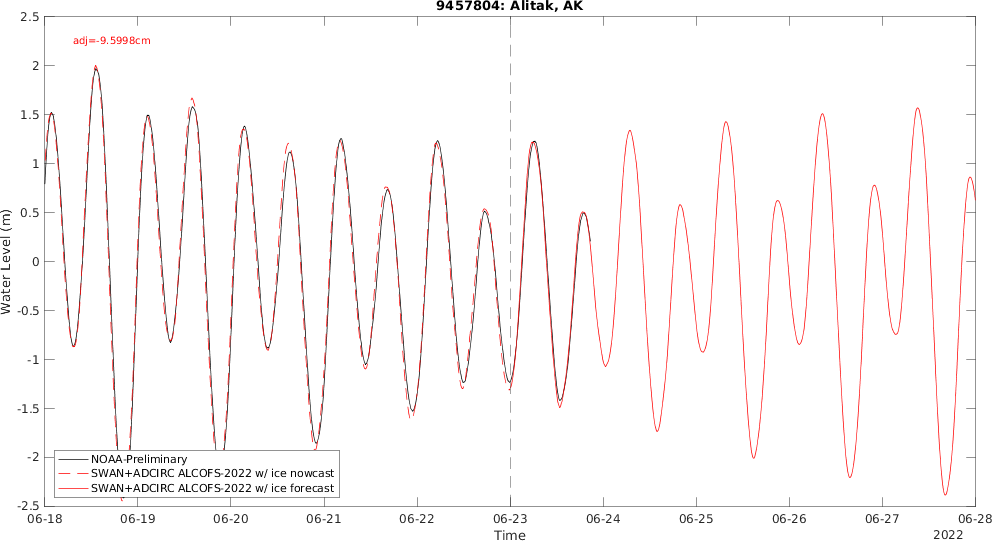 9457804: Alitak, AK
adj=-9.5998cm
2.5
2
1.5
1
0.5
0
-0.5
-1
-1.5
-2
-2.5
Water Level (m)
NOAA-Preliminary
SWAN+ADCIRC ALCOFS-2022 w/ ice nowcast
SWAN+ADCIRC ALCOFS-2022 w/ ice forecast
06-18 06-19 06-20 06-21 06-22 06-23 06-24 06-25 06-26 06-27 06-28
Time
2022